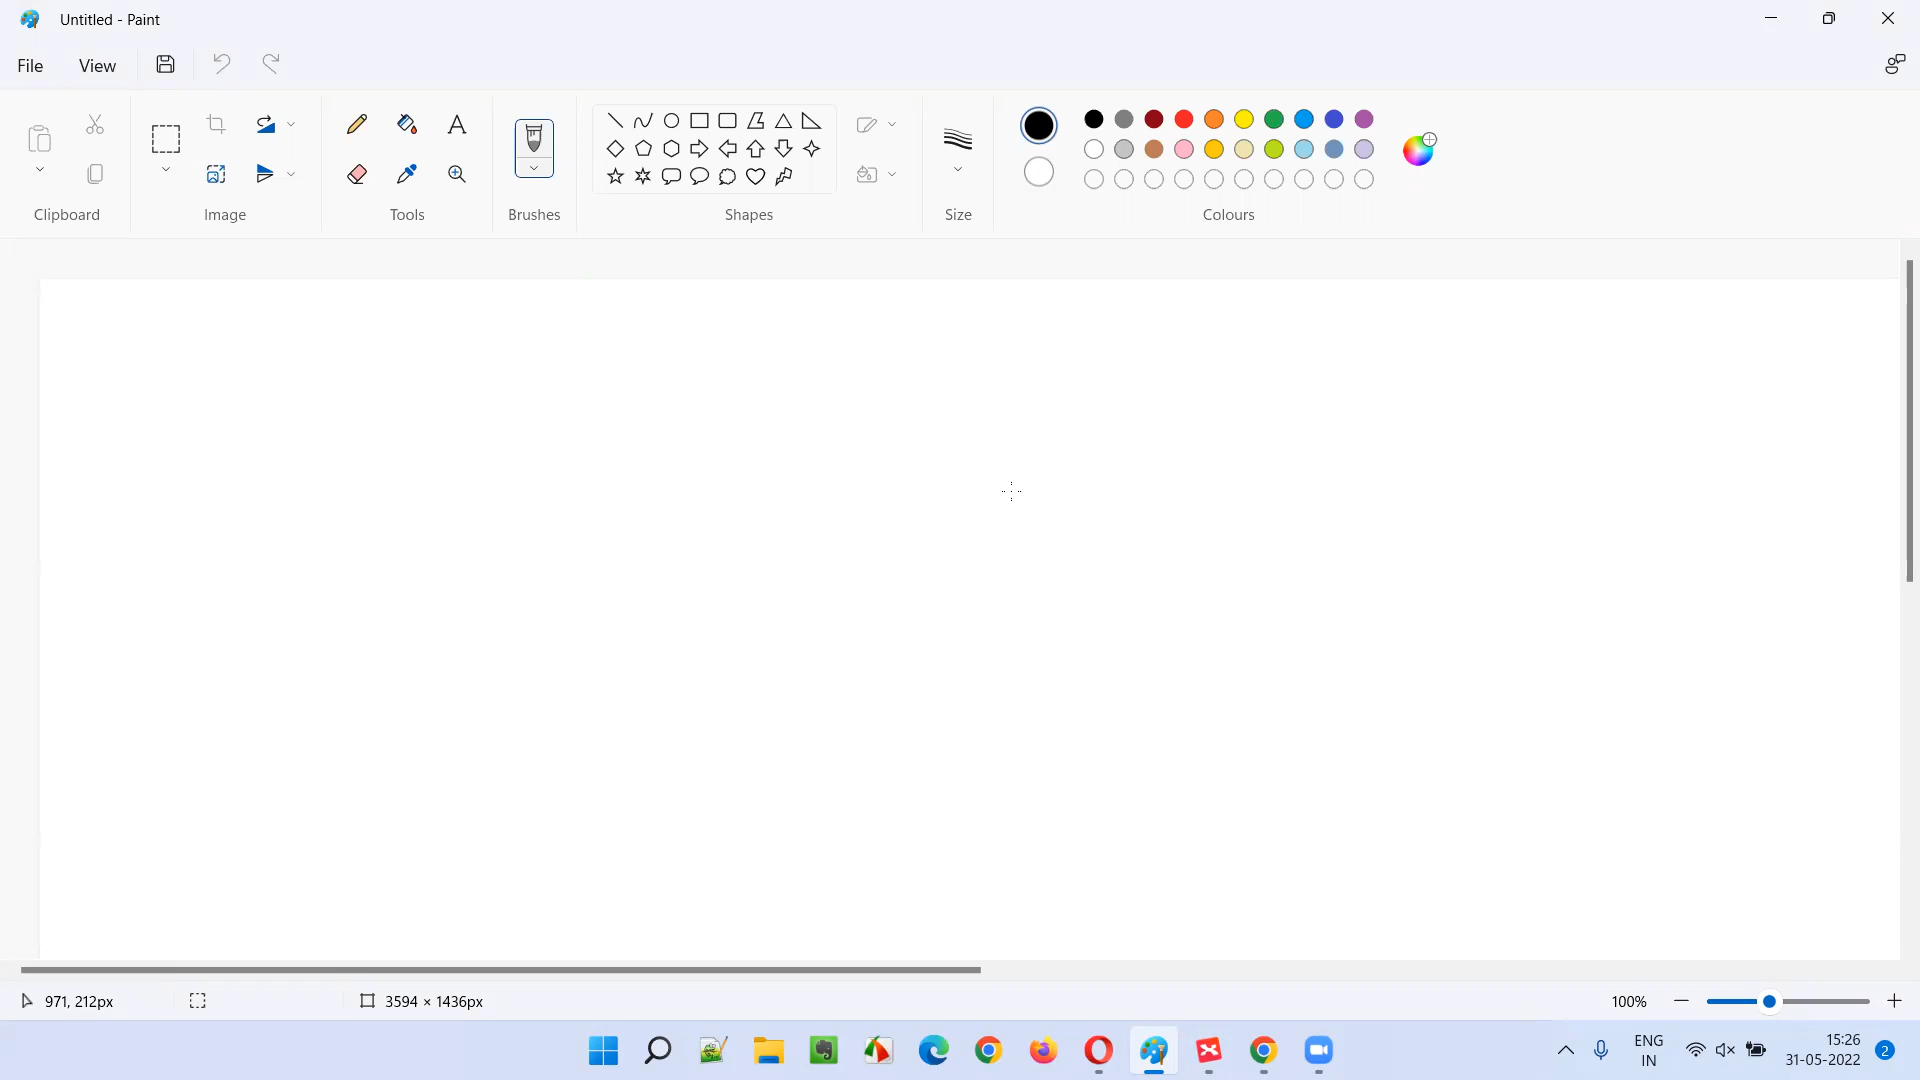 Untitled - Paint
File View
Clipboard Image Tools Brushes Shapes Size Colours
971, 212px 3594 × 1436px 100%
ENG 15:26
IN 31-05-2022 2